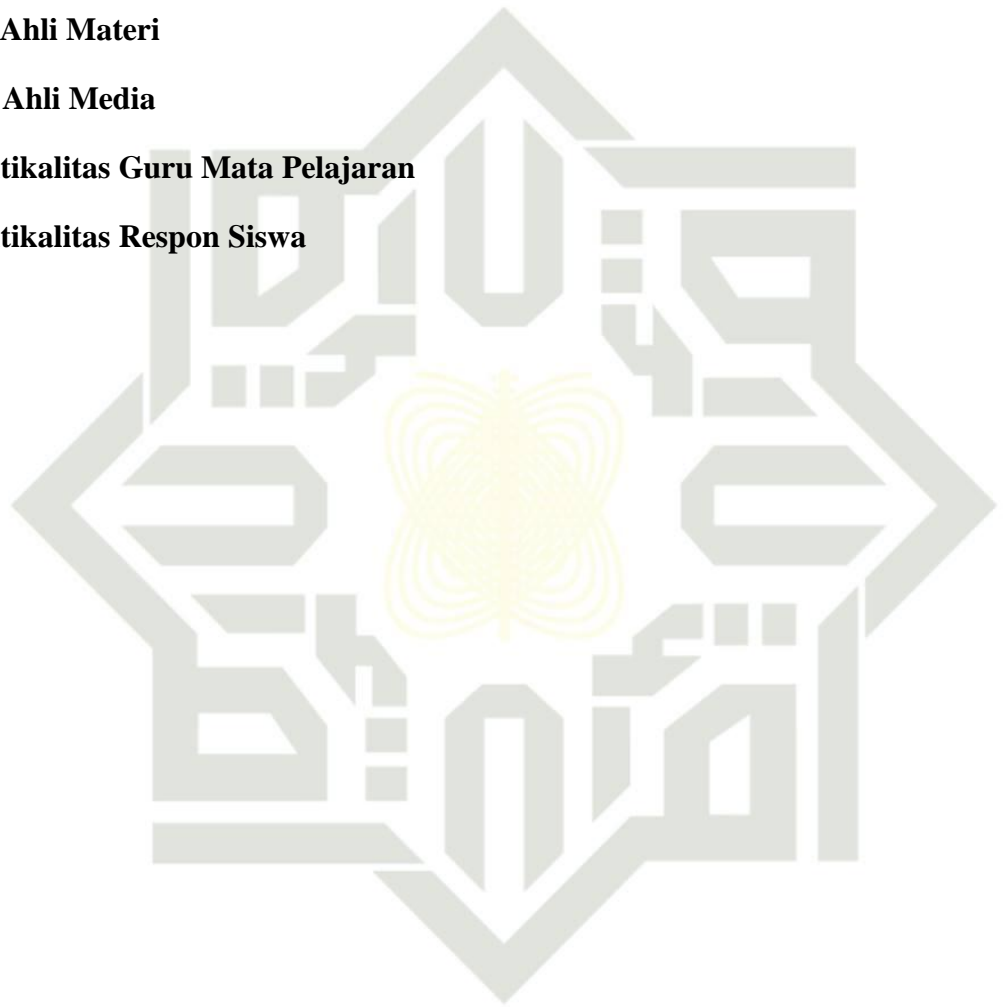 Ahli Materi
Ahli Media
tikalitas Guru Mata Pelajaran
tikalitas Respon Siswa